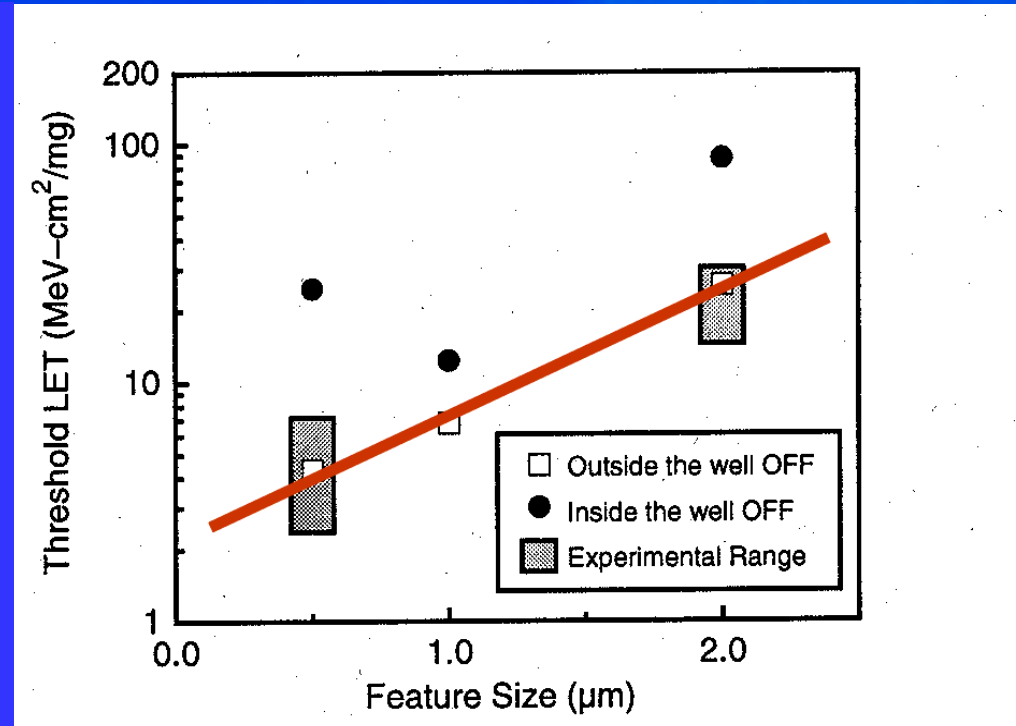 200
100
10
1
Threshold LET (MeV–cm²/mg)
Outside the well OFF
Inside the well OFF
Experimental Range
0.0
1.0
2.0
Feature Size (µm)